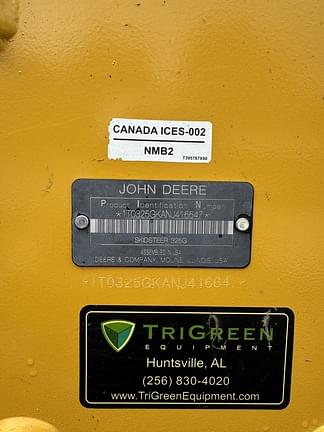 CANADA ICES-002
NMB2
JOHN DEERE
Product Identification Number
*1T0325GKANJ416647*
SKIDSTEER 325G
ASSEMBLED IN USA
DEERE & COMPANY MOLINE, ILLINOIS, USA
*1T0325GKANJ41664
TRIGREEN
EQUIPMENT
Huntsville, AL
(256) 830-4020
www.TriGreenEquipment.com